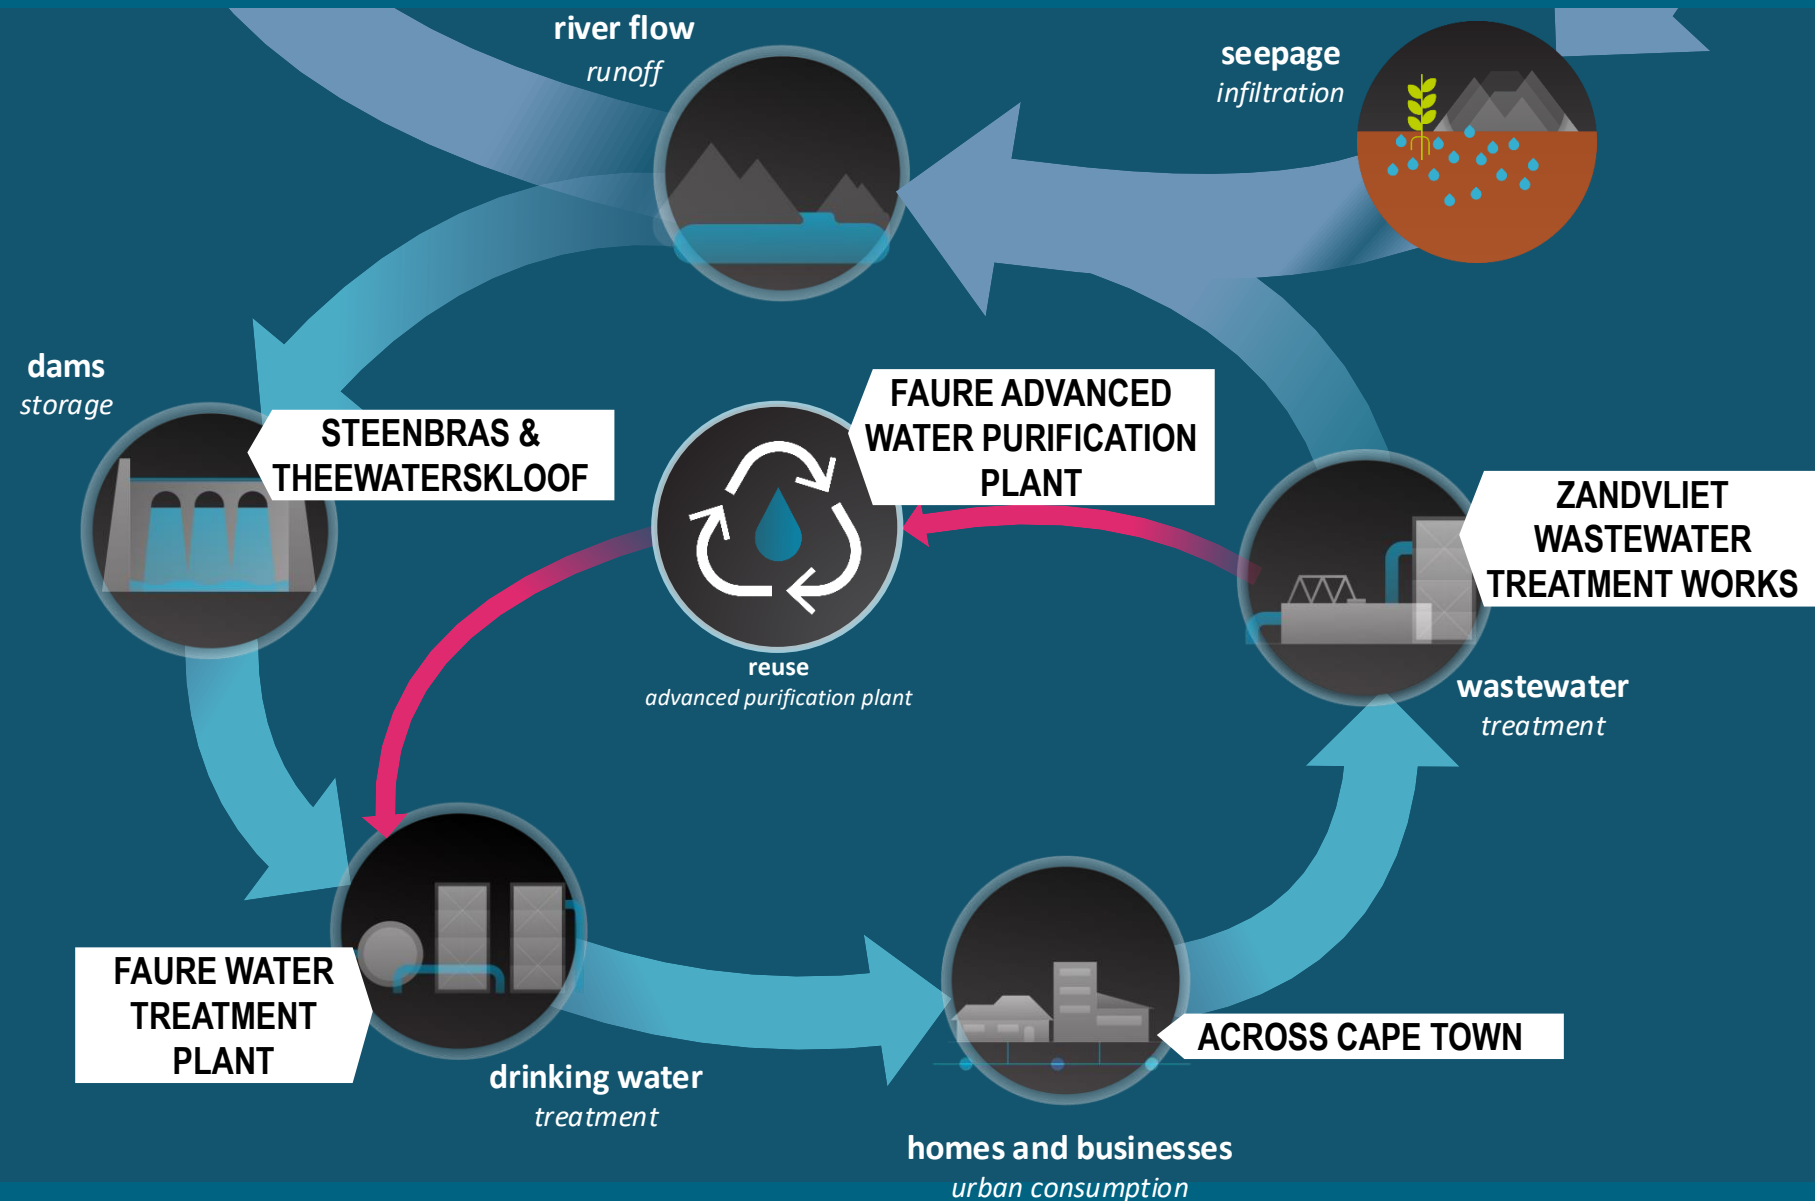 river flow
runoff
seepage
infiltration
dams
storage
STEENBRAS &
THEEWATERSKLOOF
FAURE ADVANCED
WATER PURIFICATION
PLANT
ZANDVLIET
WASTEWATER
TREATMENT WORKS
reuse
advanced purification plant
wastewater
treatment
FAURE WATER
TREATMENT
PLANT
drinking water
treatment
ACROSS CAPE TOWN
homes and businesses
urban consumption